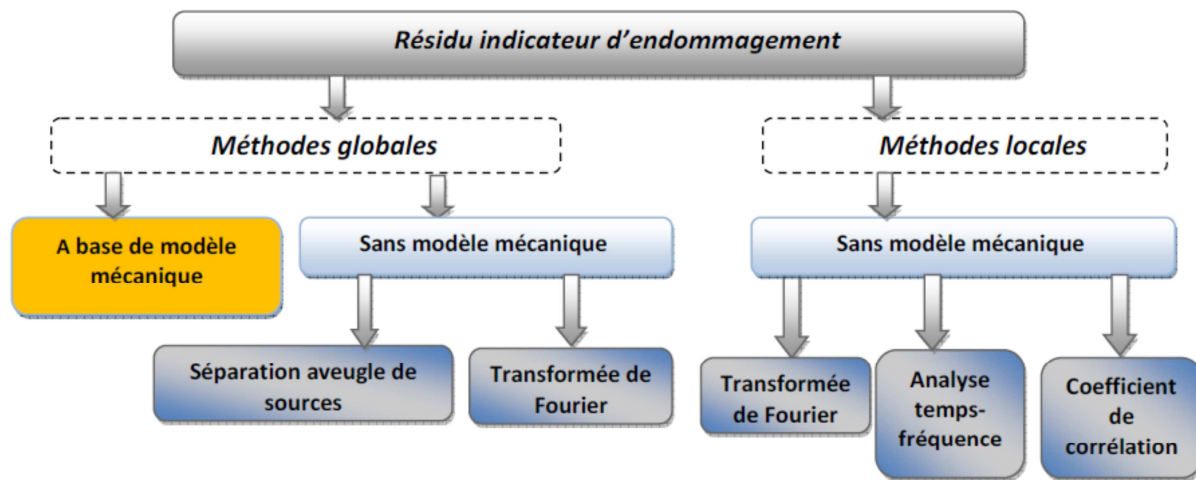 Résidu indicateur d'endommagement
Méthodes globales
Méthodes locales
A base de modèle
mécanique
Sans modèle mécanique
Sans modèle mécanique
Séparation aveugle de
sources
Transformée de
Fourier
Transformée
de Fourier
Analyse
temps-
fréquence
Coefficient
de
corrélation